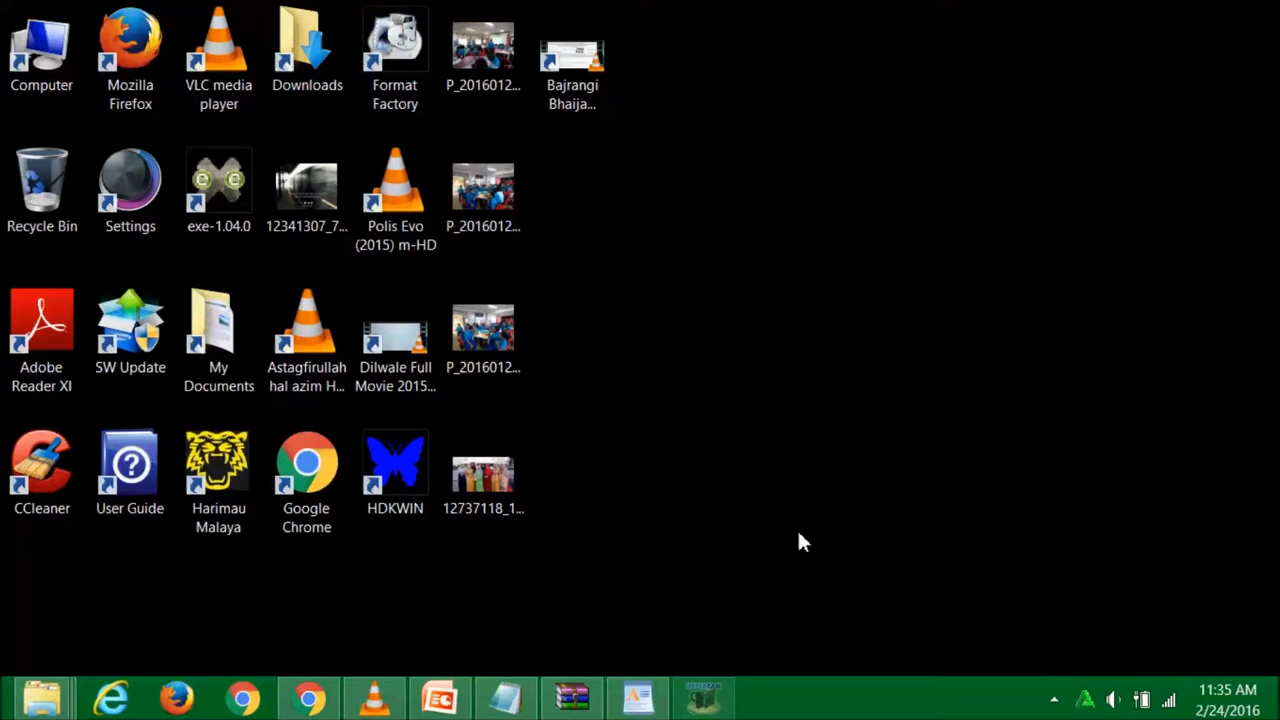 Computer
Mozilla
Firefox
VLC media
player
Downloads
Format
Factory
P_2016012...
Bajrangi
Bhaija...
Recycle Bin
Settings
exe-1.04.0
12341307_7...
Polis Evo
(2015) m-HD
P_2016012...
Adobe
Reader XI
SW Update
My
Documents
Astagfirullah
hal azim H...
Dilwale Full
Movie 2015...
P_2016012...
CCleaner
User Guide
Harimau
Malaya
Google
Chrome
HDKWIN
12737118_1...
11:35 AM
2/24/2016